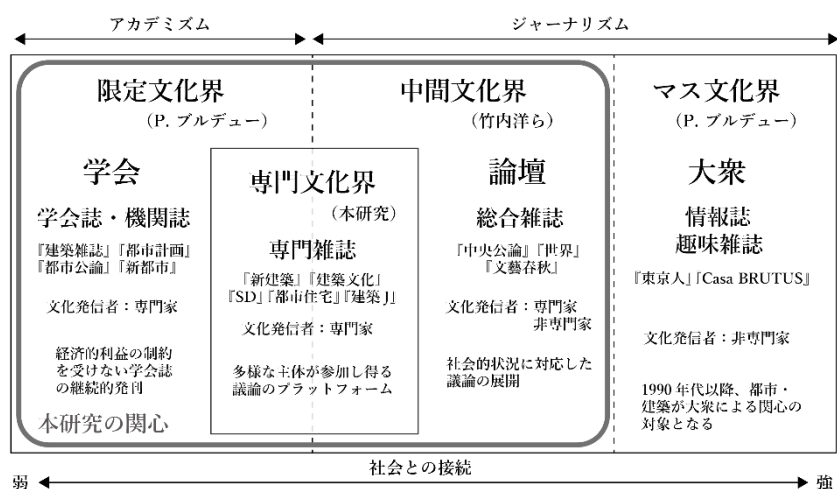 アカデミズム
ジャーナリズム
限定文化界
(P. ブルデュー)
学会
学会誌・機関誌
『建築雑誌』『都市計画』
『都市公論』『新都市』
文化発信者：専門家
経済的利益の制約
を受けない学会誌
の継続的発刊
本研究の関心
専門文化界
(本研究)
専門雑誌
『新建築』『建築文化』
『SD』『都市住宅』『建築J』
文化発信者：専門家
多様な主体が参加し得る
議論のプラットフォーム
中間文化界
(竹内洋ら)
論壇
総合雑誌
『中央公論』『世界』
『文藝春秋』
文化発信者：専門家
非専門家
社会的状況に対応した
議論の展開
マス文化界
(P. ブルデュー)
大衆
情報誌
趣味雑誌
『東京人』『Casa BRUTUS』
文化発信者：非専門家
1990年代以降、都市・
建築が大衆による関心の
対象となる
社会との接続
弱
強